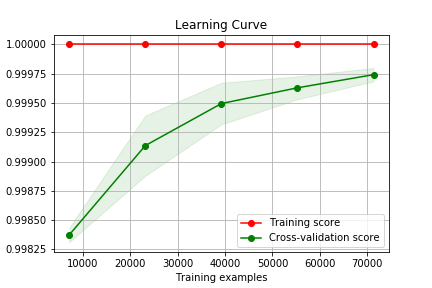 Learning Curve
1.00000
0.99975
0.99950
0.99925
0.99900
0.99875
0.99850
0.99825
Training score
Cross-validation score
10000 20000 30000 40000 50000 60000 70000
Training examples